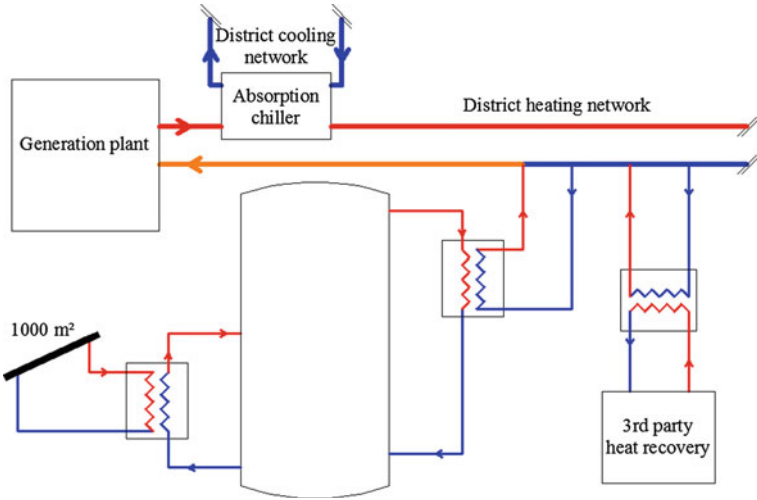 District cooling
network
Absorption
chiller
District heating network
Generation plant
1000 m²
3rd party
heat recovery